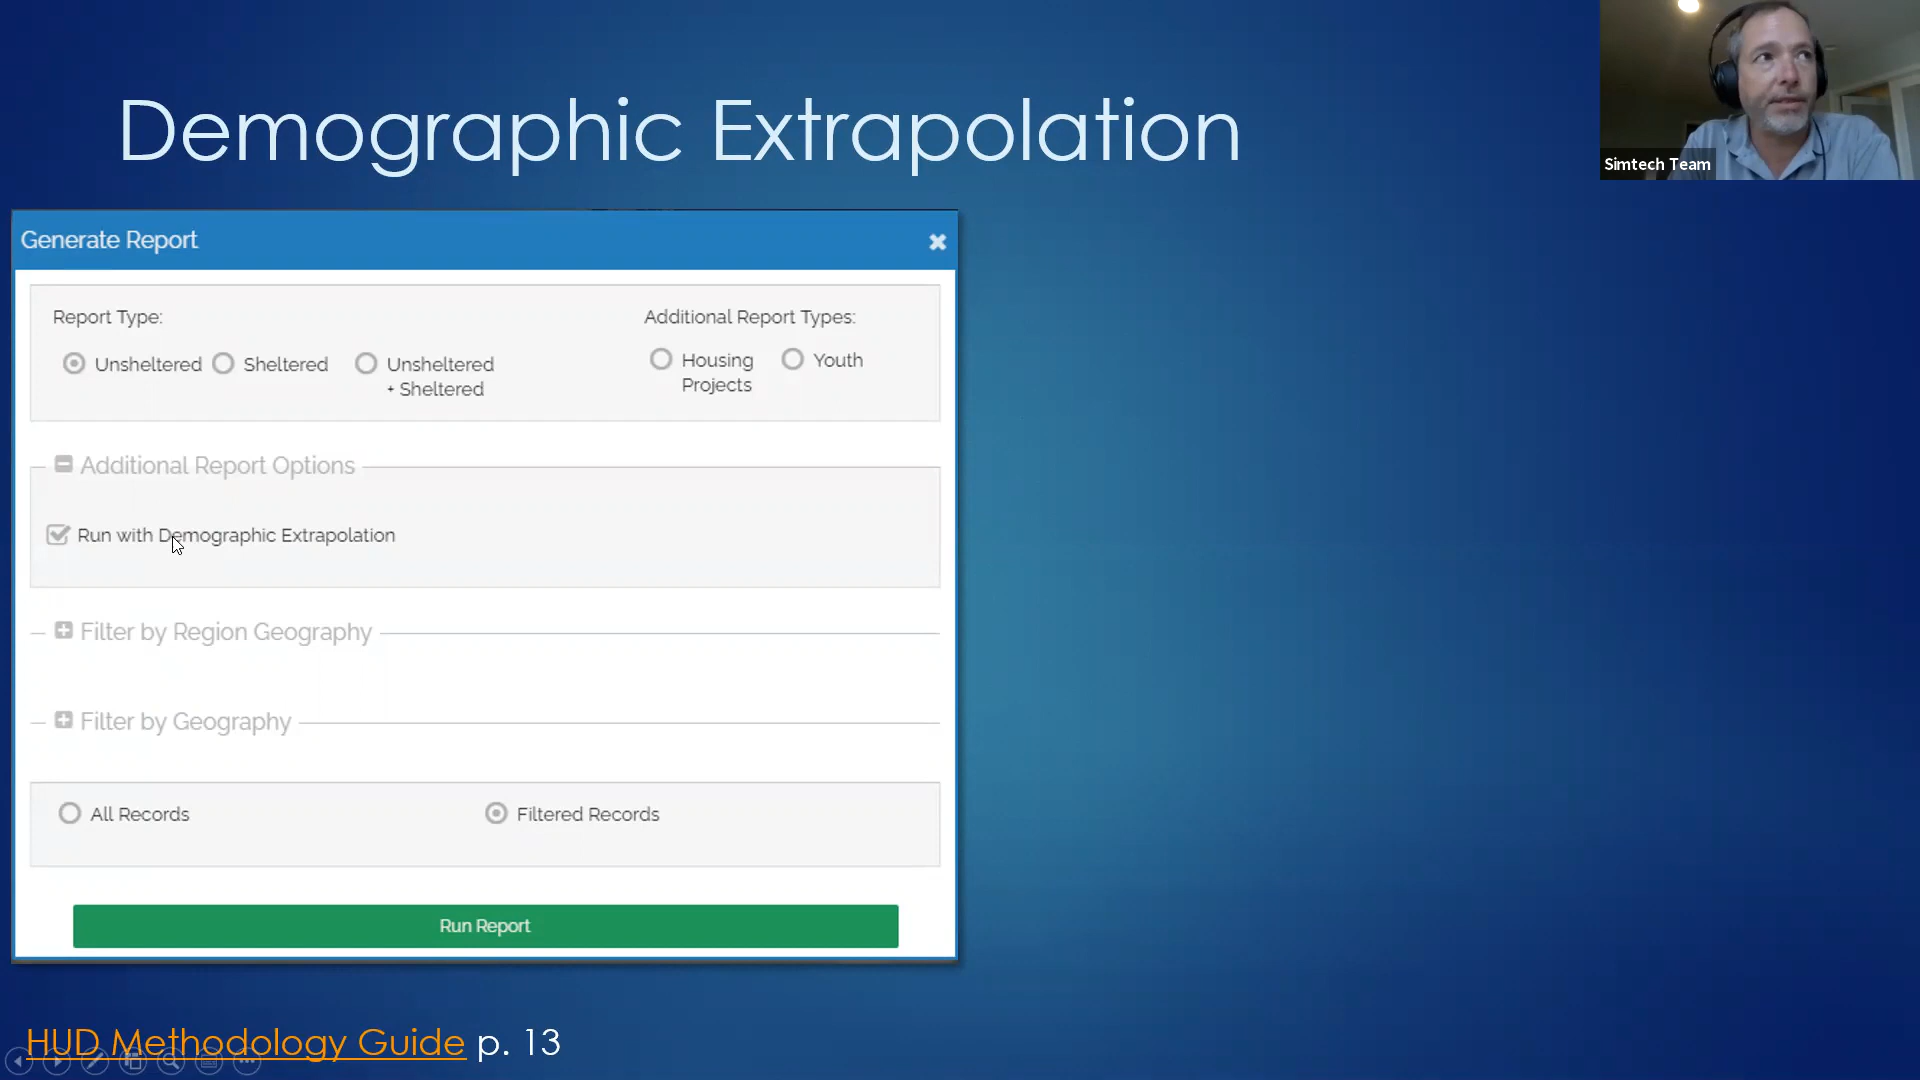 Demographic Extrapolation
Simtech Team
Generate Report
Report Type:
Additional Report Types:
Unsheltered
Sheltered
Unsheltered
+ Sheltered
Housing
Projects
Youth
Additional Report Options
Run with Demographic Extrapolation
Filter by Region Geography
Filter by Geography
All Records
Filtered Records
Run Report
HUD Methodology Guide p. 13